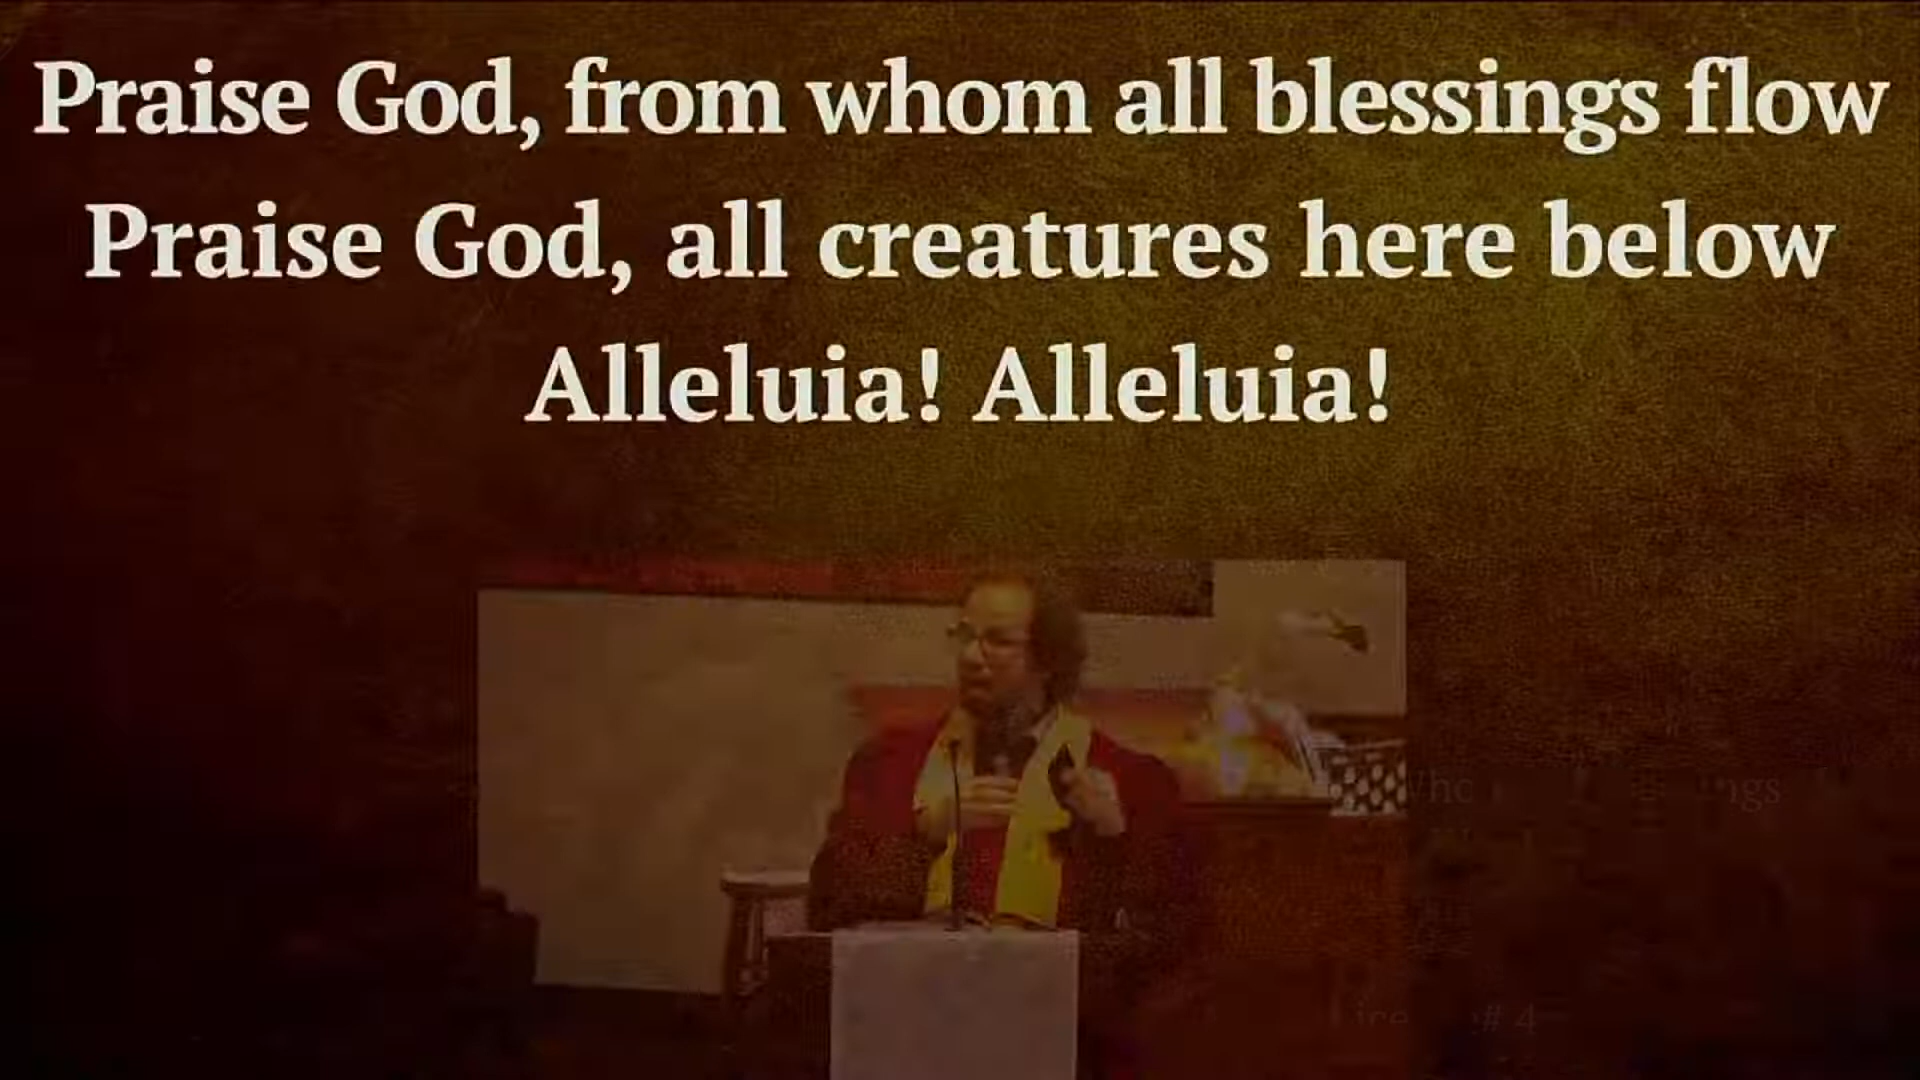 Praise God, from whom all blessings flow
Praise God, all creatures here below
Alleluia! Alleluia!